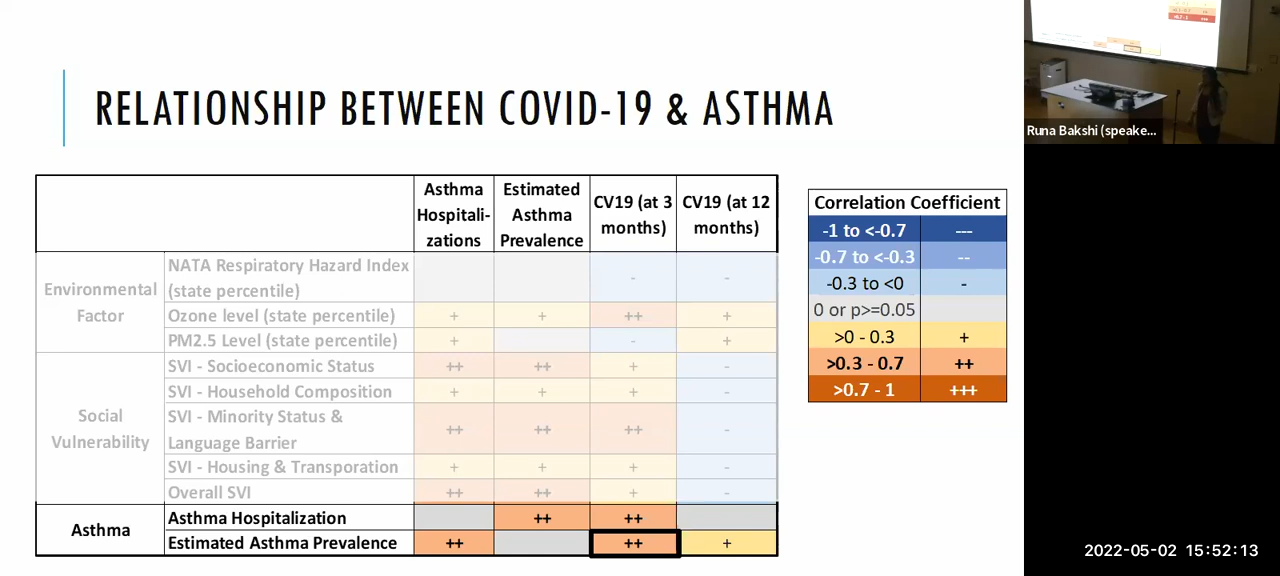 RELATIONSHIP BETWEEN COVID-19 & ASTHMA
Asthma Hospitali-zations
Estimated Asthma Prevalence
CV19 (at 3 months)
CV19 (at 12 months)
Environmental Factor
NATA Respiratory Hazard Index (state percentile) - -
Ozone level (state percentile) + + ++ +
PM2.5 Level (state percentile) + - +
Social Vulnerability
SVI - Socioeconomic Status ++ ++ + -
SVI - Household Composition + + + -
SVI - Minority Status & Language Barrier ++ ++ ++ -
SVI - Housing & Transporation + + + -
Overall SVI ++ ++ + -
Asthma
Asthma Hospitalization ++ ++
Estimated Asthma Prevalence ++ ++ +
Correlation Coefficient
-1 to <-0.7 ---
-0.7 to <-0.3 --
-0.3 to <0 -
0 or p>=0.05
>0 - 0.3 +
>0.3 - 0.7 ++
>0.7 - 1 +++
Runa Bakshi (speake...
2022-05-02 15:52:13